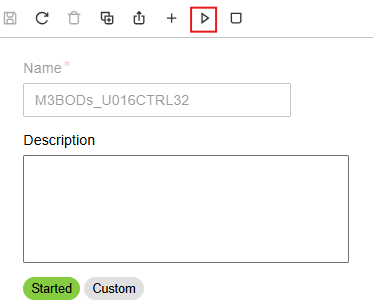 Name *
M3BODs_U016CTRL32
Description
Started Custom